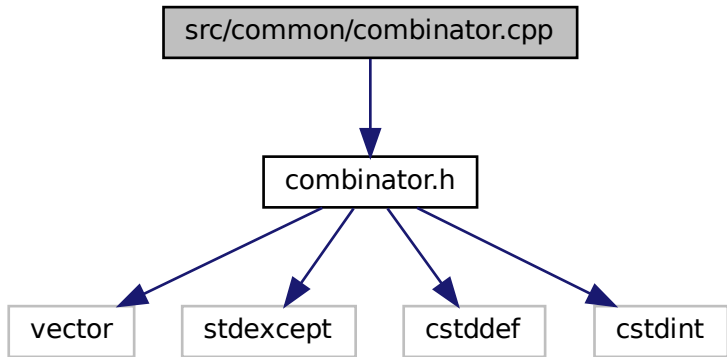 src/common/combinator.cpp
combinator.h
vector
stdexcept
cstddef
cstdint